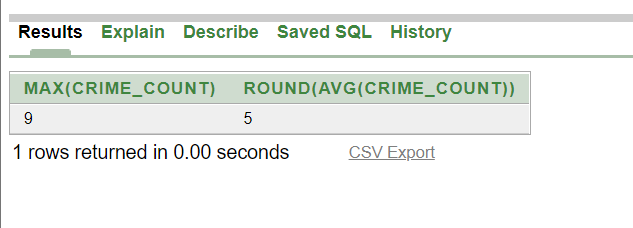 Results Explain Describe Saved SQL History
MAX(CRIME_COUNT) ROUND(AVG(CRIME_COUNT))
9 5
1 rows returned in 0.00 seconds CSV Export